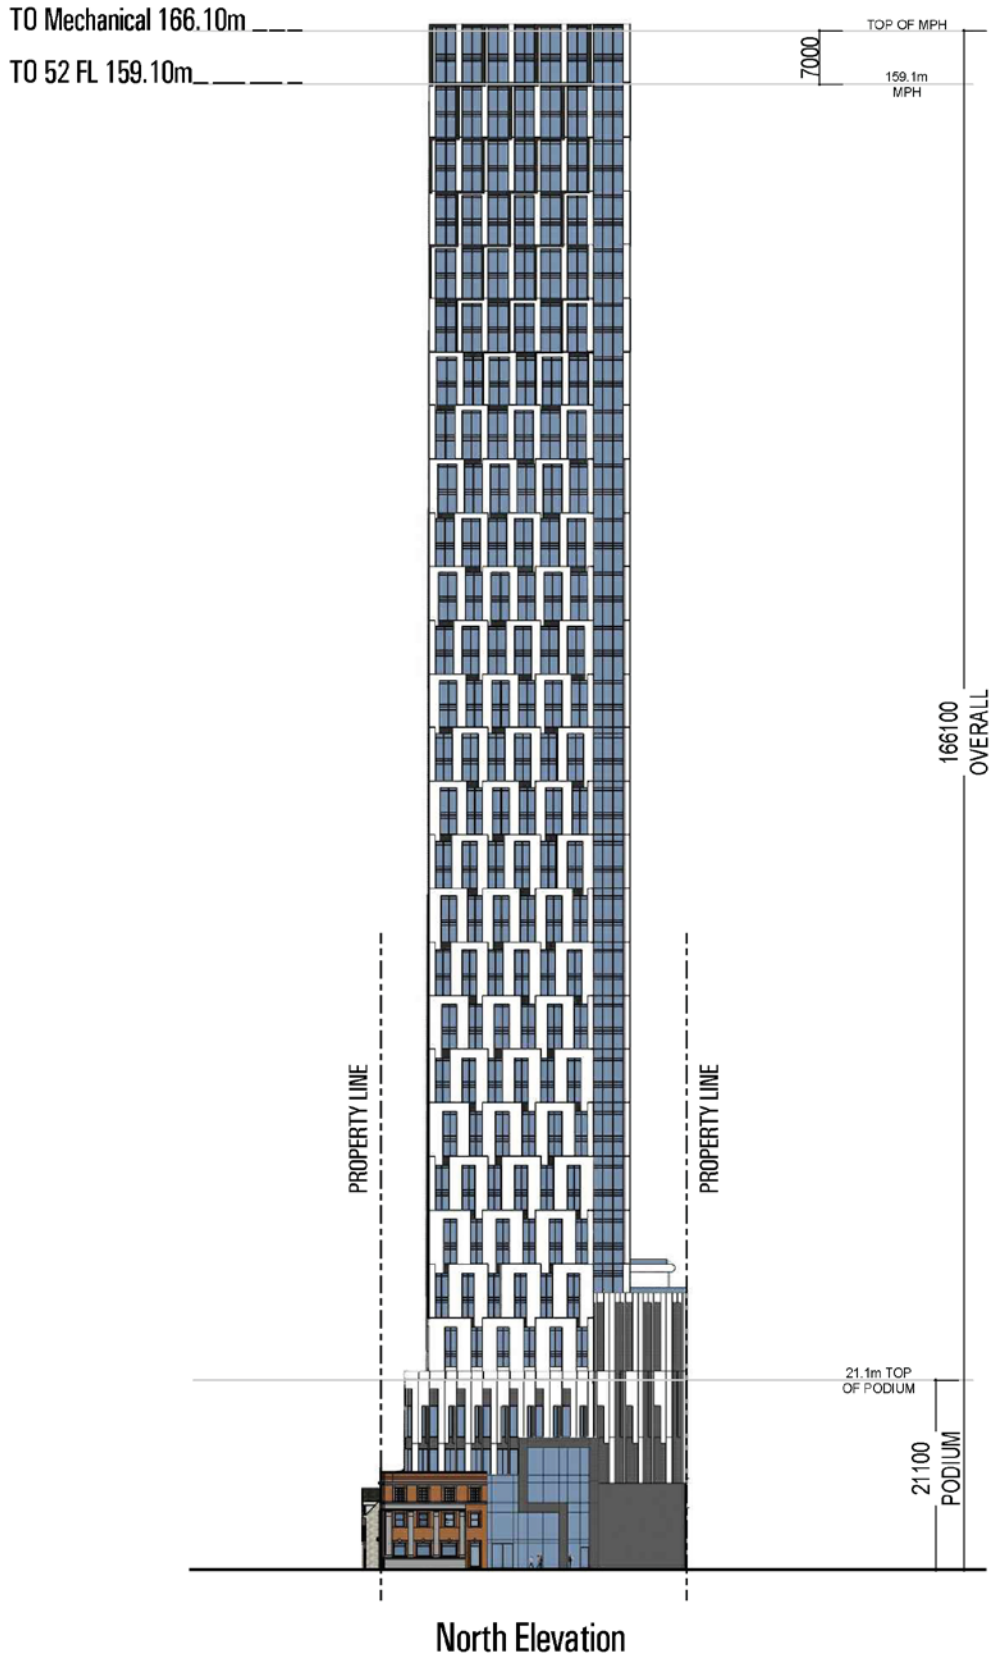 TO Mechanical 166.10m
TOP OF MPH
7000
TO 52 FL 159.10m
159.1m
MPH
166100
OVERALL
PROPERTY LINE
PROPERTY LINE
21.1m TOP
OF PODIUM
21100
PODIUM
North Elevation